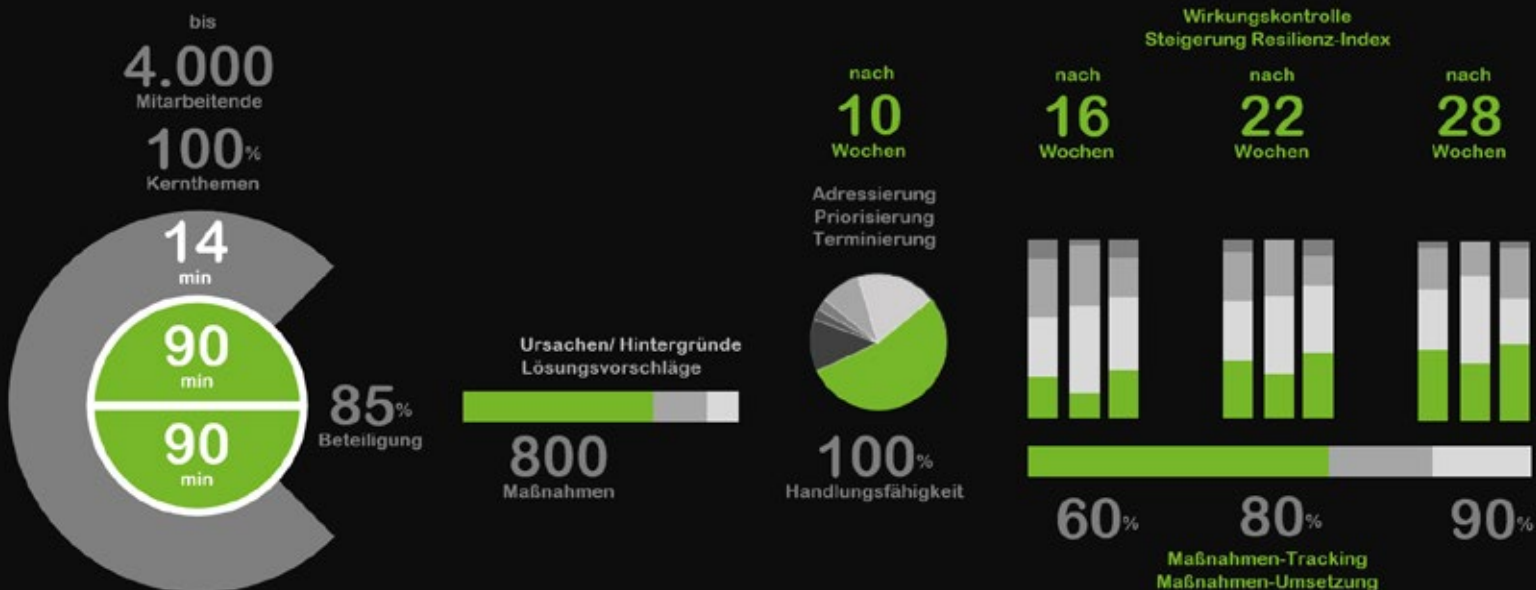 bis
4.000
Mitarbeitende
100%
Kernthemen
14
min
90
min
90
min
85%
Beteiligung
Ursachen/ Hintergründe
Lösungsvorschläge
800
Maßnahmen
nach
10
Wochen
Adressierung
Priorisierung
Terminierung
100%
Handlungsfähigkeit
Wirkungskontrolle
Steigerung Resilienz-Index
nach
16
Wochen
nach
22
Wochen
nach
28
Wochen
60%
80%
90%
Maßnahmen-Tracking
Maßnahmen-Umsetzung